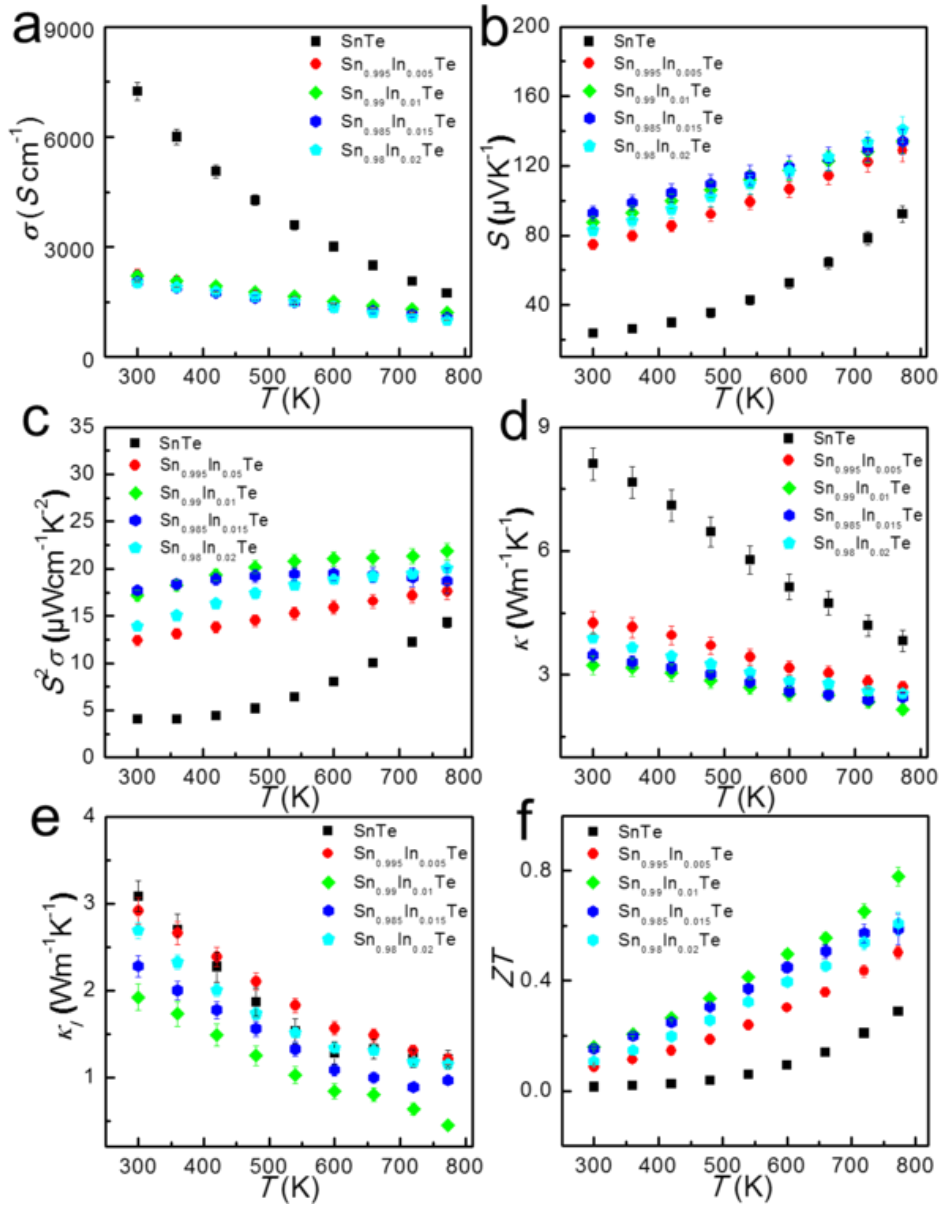 a
9000
6000
3000
0
σ (S cm⁻¹)
SnTe
Sn₀.₉₉₅In₀.₀₀₅Te
Sn₀.₉₉In₀.₀₁Te
Sn₀.₉₈₅In₀.₀₁₅Te
Sn₀.₉₈In₀.₀₂Te
300 400 500 600 700 800
T (K)
b
200
160
120
80
40
S (µVK⁻¹)
SnTe
Sn₀.₉₉₅In₀.₀₀₅Te
Sn₀.₉₉In₀.₀₁Te
Sn₀.₉₈₅In₀.₀₁₅Te
Sn₀.₉₈In₀.₀₂Te
300 400 500 600 700 800
T (K)
c
35
30
25
20
15
10
5
0
S² σ (µWcm⁻¹K⁻²)
SnTe
Sn₀.₉₉₅In₀.₀₅Te
Sn₀.₉₉In₀.₀₁Te
Sn₀.₉₈₅In₀.₀₁₅Te
Sn₀.₉₈In₀.₀₂Te
300 400 500 600 700 800
T (K)
d
9
6
3
κ (Wm⁻¹K⁻¹)
SnTe
Sn₀.₉₉₅In₀.₀₀₅Te
Sn₀.₉₉In₀.₀₁Te
Sn₀.₉₈₅In₀.₀₁₅Te
Sn₀.₉₈In₀.₀₂Te
300 400 500 600 700 800
T (K)
e
4
3
2
1
κₗ (Wm⁻¹K⁻¹)
SnTe
Sn₀.₉₉₅In₀.₀₀₅Te
Sn₀.₉₉In₀.₀₁Te
Sn₀.₉₈₅In₀.₀₁₅Te
Sn₀.₉₈In₀.₀₂Te
300 400 500 600 700 800
T (K)
f
0.8
0.4
0.0
ZT
SnTe
Sn₀.₉₉₅In₀.₀₀₅Te
Sn₀.₉₉In₀.₀₁Te
Sn₀.₉₈₅In₀.₀₁₅Te
Sn₀.₉₈In₀.₀₂Te
300 400 500 600 700 800
T (K)